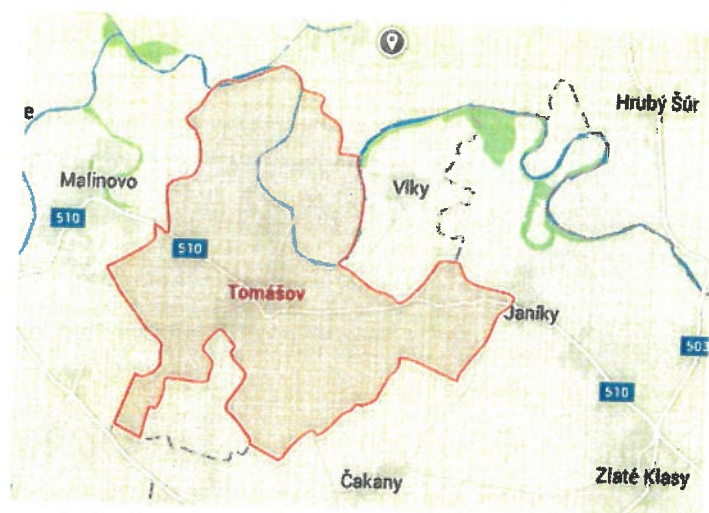 Hrubý Šúr
e
Malinovo
Vlky
510
510
Tomášov
Janíky
503
510
Zlaté Klasy
Čakany